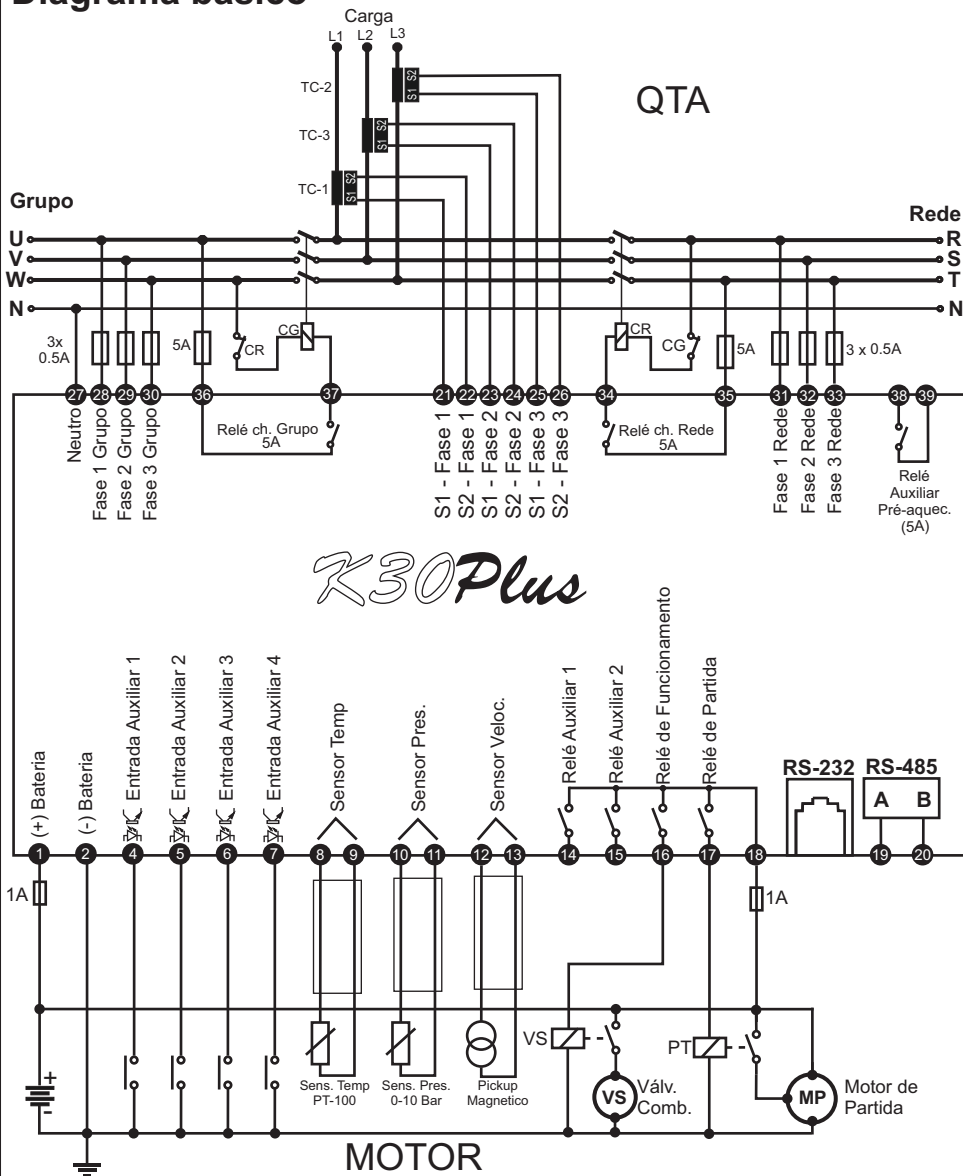 Diagrama básico
Carga
L1 L2 L3
TC-2
S1 S2
QTA
TC-3
S1 S2
TC-1
S1 S2
Grupo
Rede
U
R
V
S
W
T
N
N
3x
0.5A
5A
CR
CG
CR
CG
5A
3 x 0.5A
27 28 29 30 36 37 21 22 23 24 25 26 34 35 31 32 33 38 39
Neutro
Fase 1 Grupo
Fase 2 Grupo
Fase 3 Grupo
Relé ch. Grupo
5A
S1 - Fase 1
S2 - Fase 1
S1 - Fase 2
S2 - Fase 2
S1 - Fase 3
S2 - Fase 3
Relé ch. Rede
5A
Fase 1 Rede
Fase 2 Rede
Fase 3 Rede
Relé
Auxiliar
Pré-aquec.
(5A)
K30Plus
(+) Bateria
(-) Bateria
Entrada Auxiliar 1
Entrada Auxiliar 2
Entrada Auxiliar 3
Entrada Auxiliar 4
Sensor Temp
Sensor Pres.
Sensor Veloc.
Relé Auxiliar 1
Relé Auxiliar 2
Relé de Funcionamento
Relé de Partida
RS-232 RS-485
A B
1 2 4 5 6 7 8 9 10 11 12 13 14 15 16 17 18 19 20
1A
1A
VS
PT
+
-
Sens. Temp
PT-100
Sens. Pres.
0-10 Bar
Pickup
Magnetico
VS
Válv.
Comb.
MP
Motor de
Partida
MOTOR